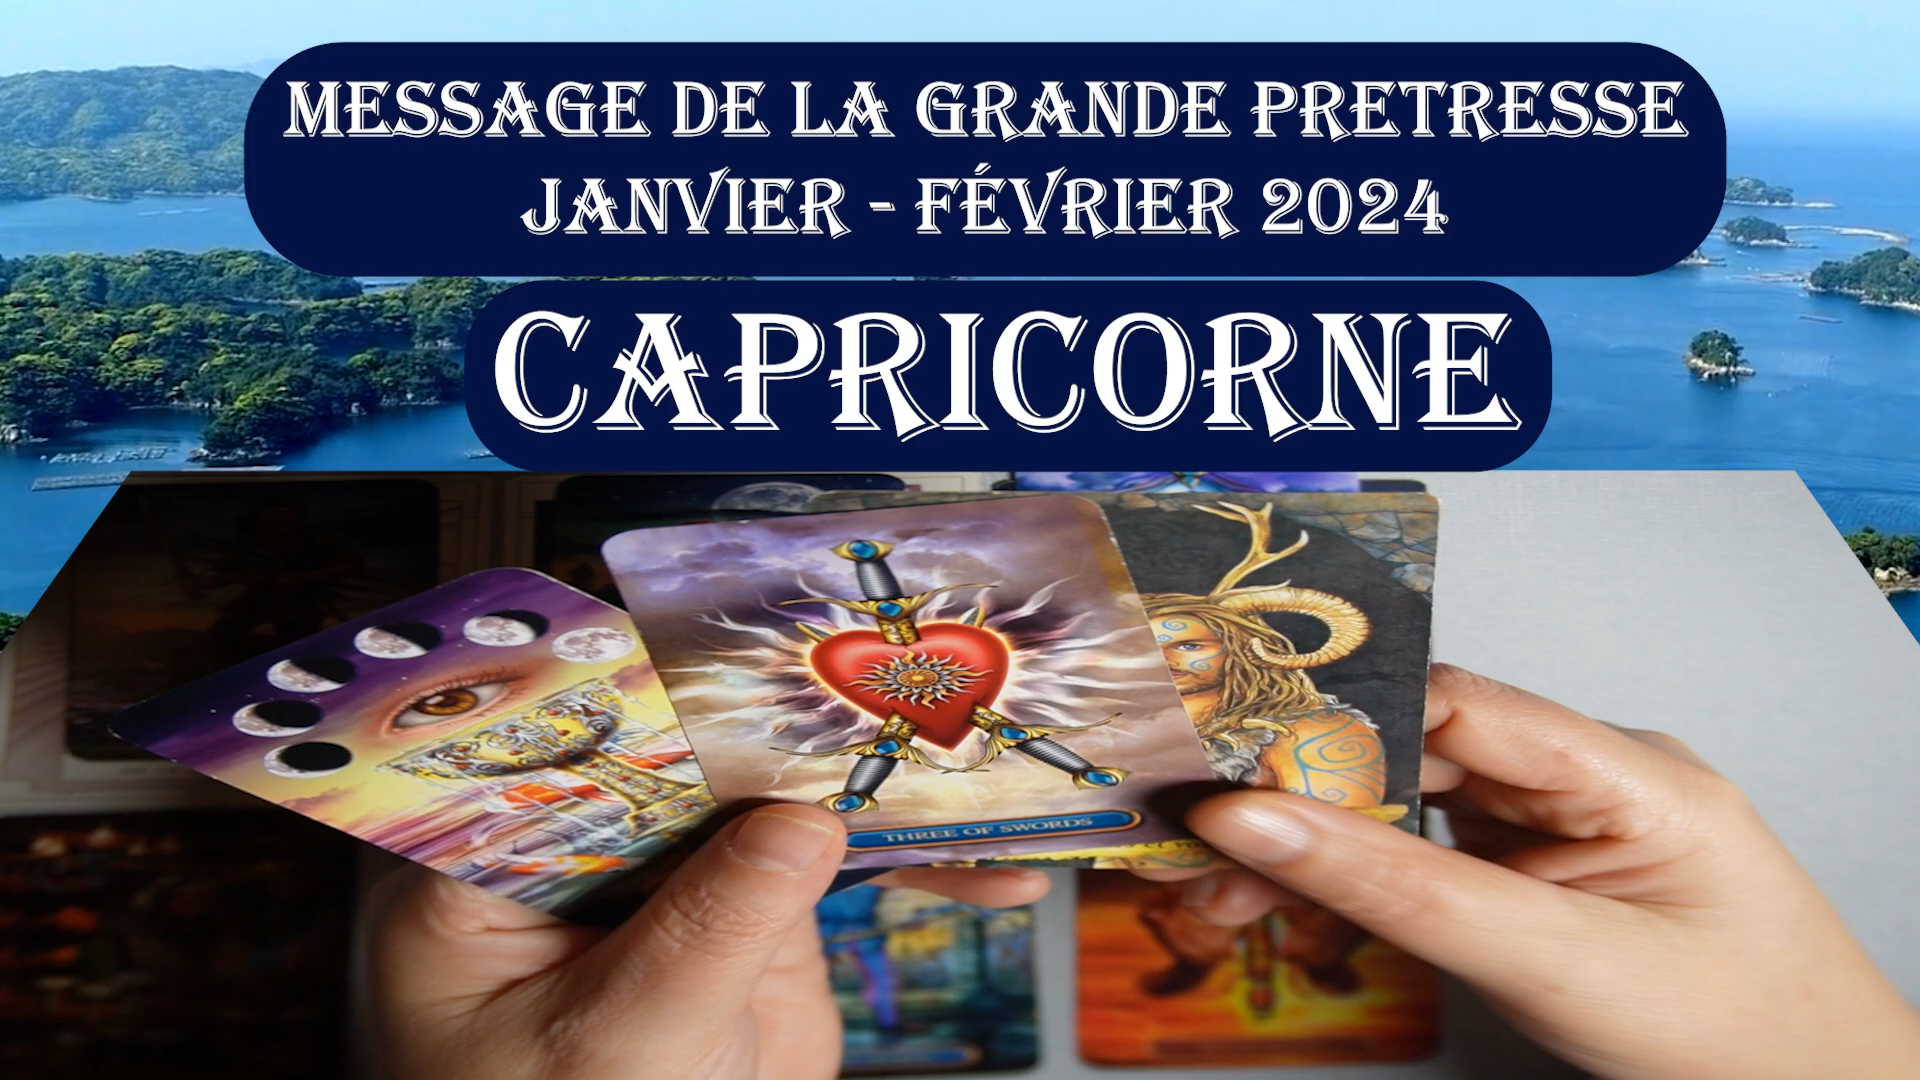 MESSAGE DE LA GRANDE PRETRESSE
JANVIER - FÉVRIER 2024
CAPRICORNE
THREE OF SWORDS